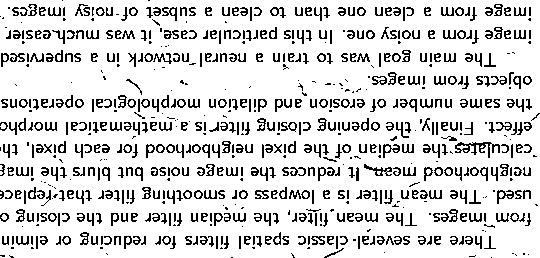 There are several classic spatial filters for reducing or elimin
from images. The mean filter, the median filter and the closing o
used. The mean filter is a lowpass or smoothing filter that replace
neighborhood mean. It reduces the image noise but blurs the imag
calculates the median of the pixel neighborhood for each pixel, the
effect. Finally, the opening closing filter is a mathematical morpho
the same number of erosion and dilation morphological operations
objects from images.
The main goal was to train a neural network in a supervised
image from a noisy one. In this particular case, it was much easier
image from a clean one than to clean a subset of noisy images.